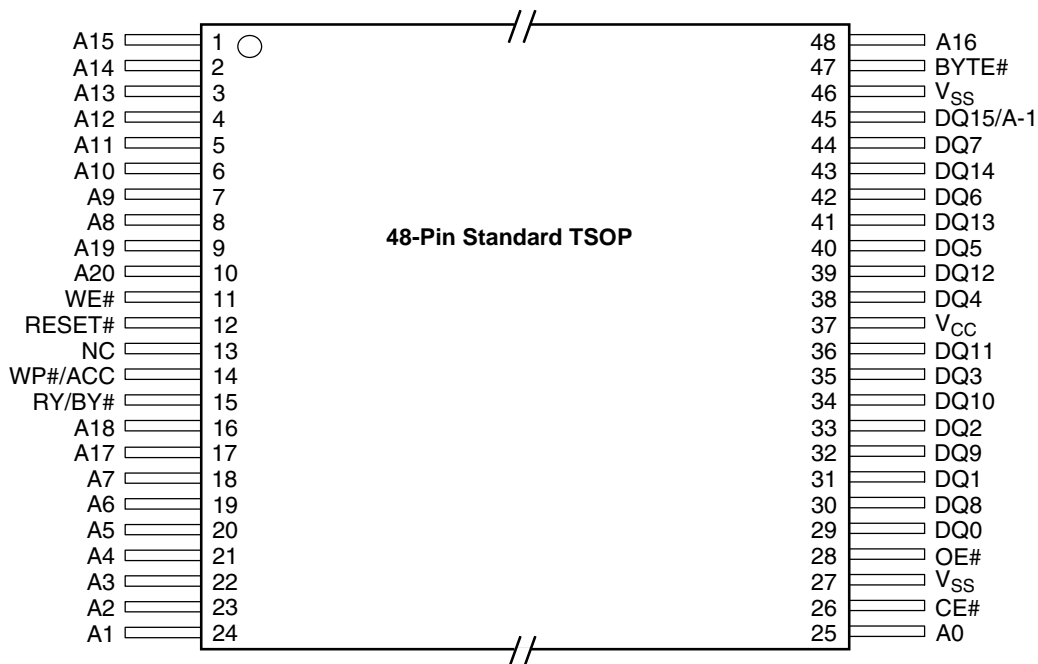 A15 1 48 A16
A14 2 47 BYTE#
A13 3 46 VSS
A12 4 45 DQ15/A-1
A11 5 44 DQ7
A10 6 43 DQ14
A9 7 42 DQ6
A8 8 41 DQ13
A19 9 48-Pin Standard TSOP 40 DQ5
A20 10 39 DQ12
WE# 11 38 DQ4
RESET# 12 37 VCC
NC 13 36 DQ11
WP#/ACC 14 35 DQ3
RY/BY# 15 34 DQ10
A18 16 33 DQ2
A17 17 32 DQ9
A7 18 31 DQ1
A6 19 30 DQ8
A5 20 29 DQ0
A4 21 28 OE#
A3 22 27 VSS
A2 23 26 CE#
A1 24 25 A0